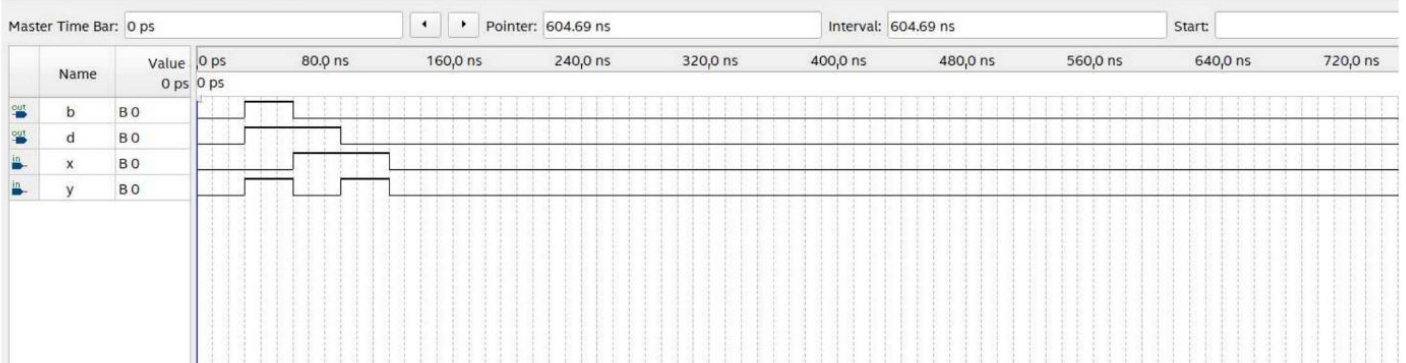 Master Time Bar: 0 ps Pointer: 604.69 ns Interval: 604.69 ns Start:
Name Value 0 ps 80,0 ns 160,0 ns 240,0 ns 320,0 ns 400,0 ns 480,0 ns 560,0 ns 640,0 ns 720,0 ns
0 ps 0 ps
out b B 0
out d B 0
in x B 0
in y B 0